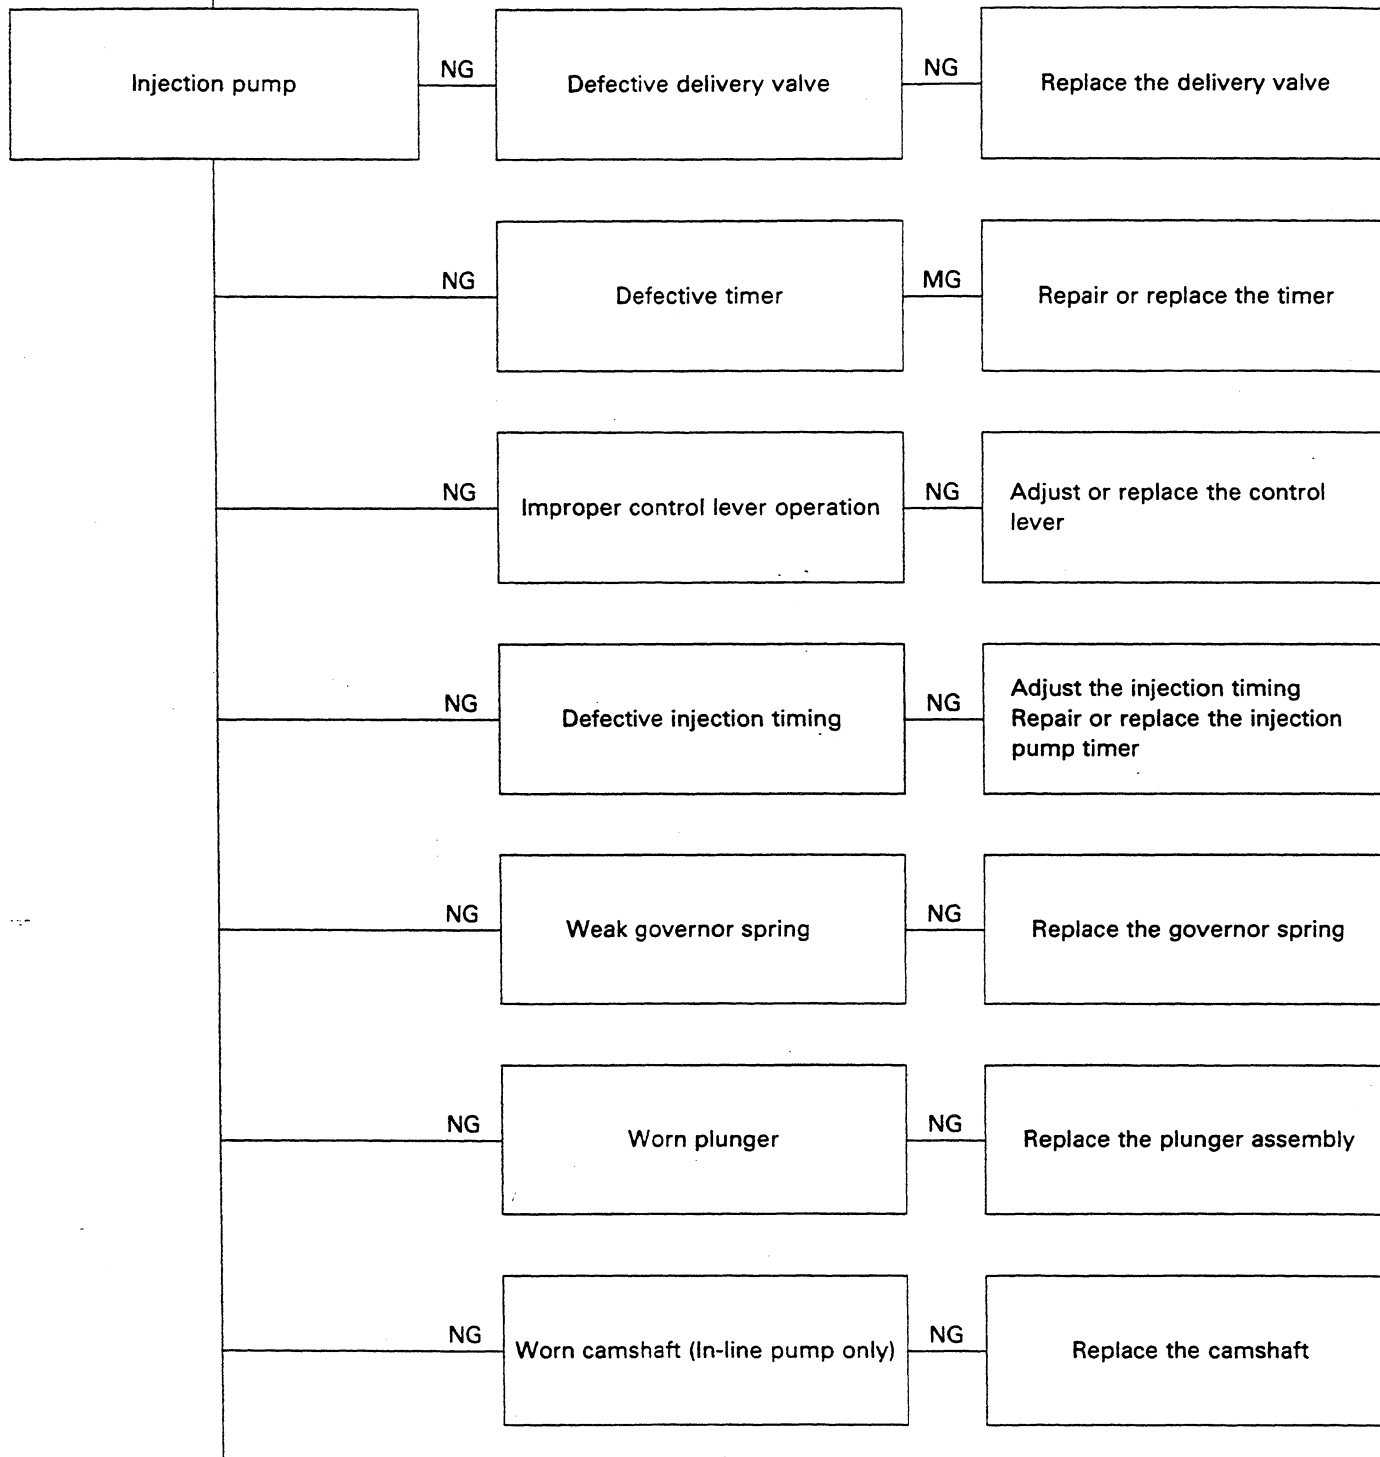 Injection pump
NG
Defective delivery valve
NG
Replace the delivery valve
NG
Defective timer
MG
Repair or replace the timer
NG
Improper control lever operation
NG
Adjust or replace the control
lever
NG
Defective injection timing
NG
Adjust the injection timing
Repair or replace the injection
pump timer
NG
Weak governor spring
NG
Replace the governor spring
NG
Worn plunger
NG
Replace the plunger assembly
NG
Worn camshaft (In-line pump only)
NG
Replace the camshaft